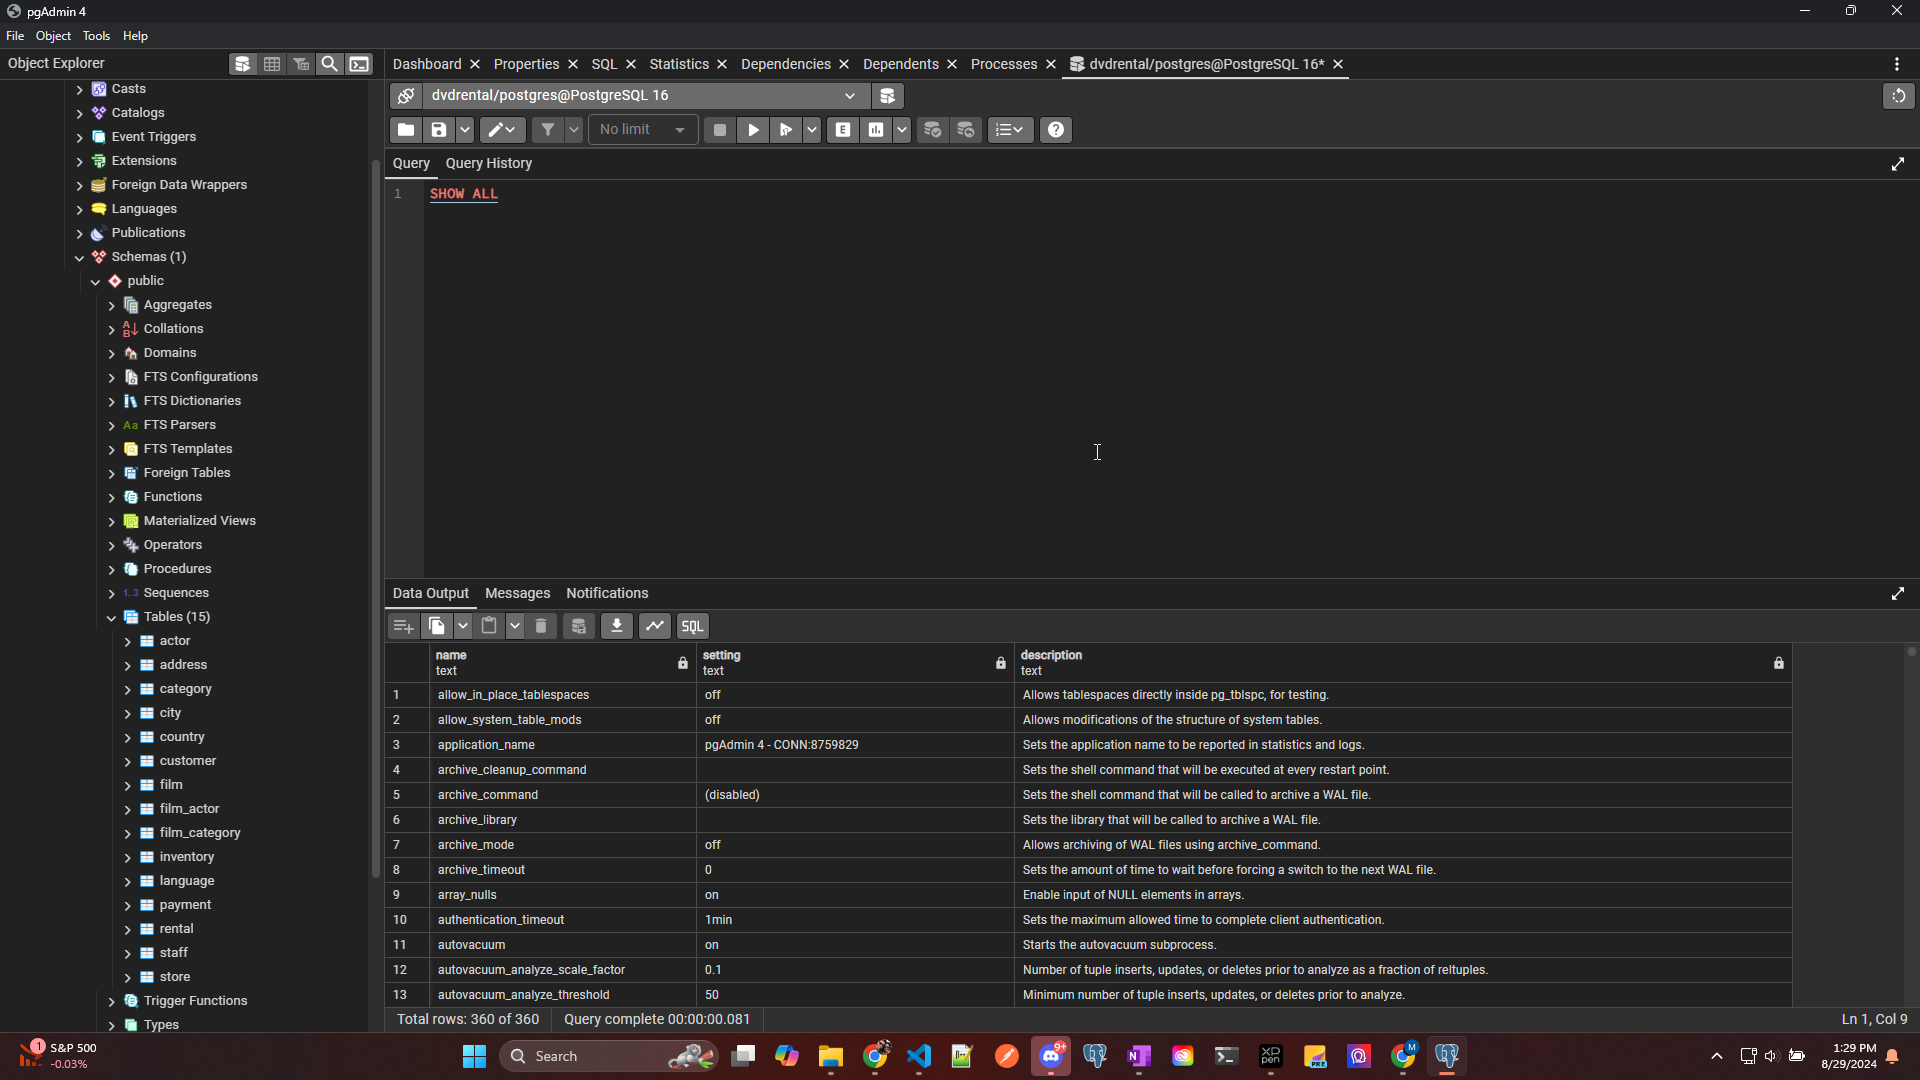 pgAdmin 4
File Object Tools Help
Object Explorer
Dashboard Properties SQL Statistics Dependencies Dependents Processes dvdrental/postgres@PostgreSQL 16*
dvdrental/postgres@PostgreSQL 16
No limit
E
Query Query History
1 SHOW ALL
Casts
Catalogs
Event Triggers
Extensions
Foreign Data Wrappers
Languages
Publications
Schemas (1)
public
Aggregates
Collations
Domains
FTS Configurations
FTS Dictionaries
Aa FTS Parsers
FTS Templates
Foreign Tables
Functions
Materialized Views
Operators
Procedures
1..3 Sequences
Tables (15)
actor
address
category
city
country
customer
film
film_actor
film_category
inventory
language
payment
rental
staff
store
Trigger Functions
Types
Data Output Messages Notifications
SQL
name setting description
text text text
1 allow_in_place_tablespaces off Allows tablespaces directly inside pg_tblspc, for testing.
2 allow_system_table_mods off Allows modifications of the structure of system tables.
3 application_name pgAdmin 4 - CONN:8759829 Sets the application name to be reported in statistics and logs.
4 archive_cleanup_command Sets the shell command that will be executed at every restart point.
5 archive_command (disabled) Sets the shell command that will be called to archive a WAL file.
6 archive_library Sets the library that will be called to archive a WAL file.
7 archive_mode off Allows archiving of WAL files using archive_command.
8 archive_timeout 0 Sets the amount of time to wait before forcing a switch to the next WAL file.
9 array_nulls on Enable input of NULL elements in arrays.
10 authentication_timeout 1min Sets the maximum allowed time to complete client authentication.
11 autovacuum on Starts the autovacuum subprocess.
12 autovacuum_analyze_scale_factor 0.1 Number of tuple inserts, updates, or deletes prior to analyze as a fraction of reltuples.
13 autovacuum_analyze_threshold 50 Minimum number of tuple inserts, updates, or deletes prior to analyze.
Total rows: 360 of 360 Query complete 00:00:00.081 Ln 1, Col 9
1 S&P 500
-0.03%
Search
9+
XP
PEN
PRE
M
1:29 PM
8/29/2024